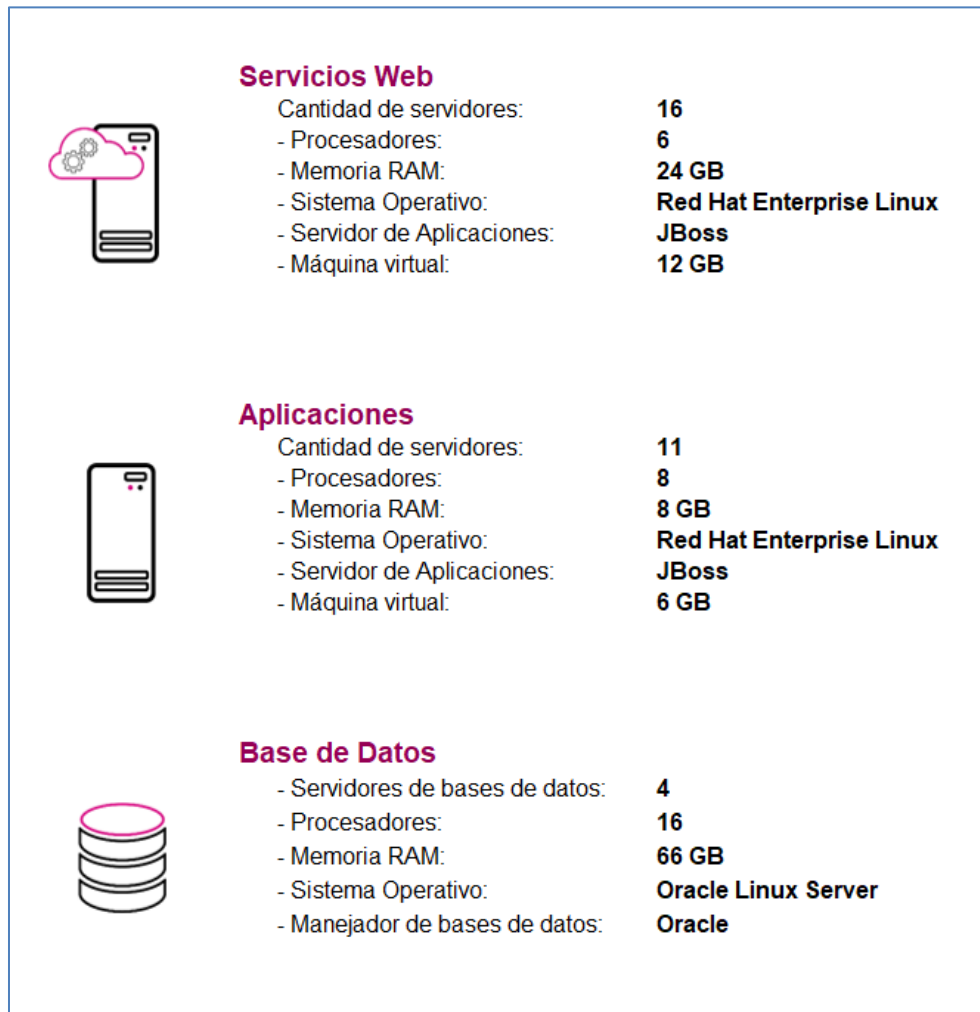 Servicios Web
Cantidad de servidores: 16
- Procesadores: 6
- Memoria RAM: 24 GB
- Sistema Operativo: Red Hat Enterprise Linux
- Servidor de Aplicaciones: JBoss
- Máquina virtual: 12 GB
Aplicaciones
Cantidad de servidores: 11
- Procesadores: 8
- Memoria RAM: 8 GB
- Sistema Operativo: Red Hat Enterprise Linux
- Servidor de Aplicaciones: JBoss
- Máquina virtual: 6 GB
Base de Datos
- Servidores de bases de datos: 4
- Procesadores: 16
- Memoria RAM: 66 GB
- Sistema Operativo: Oracle Linux Server
- Manejador de bases de datos: Oracle